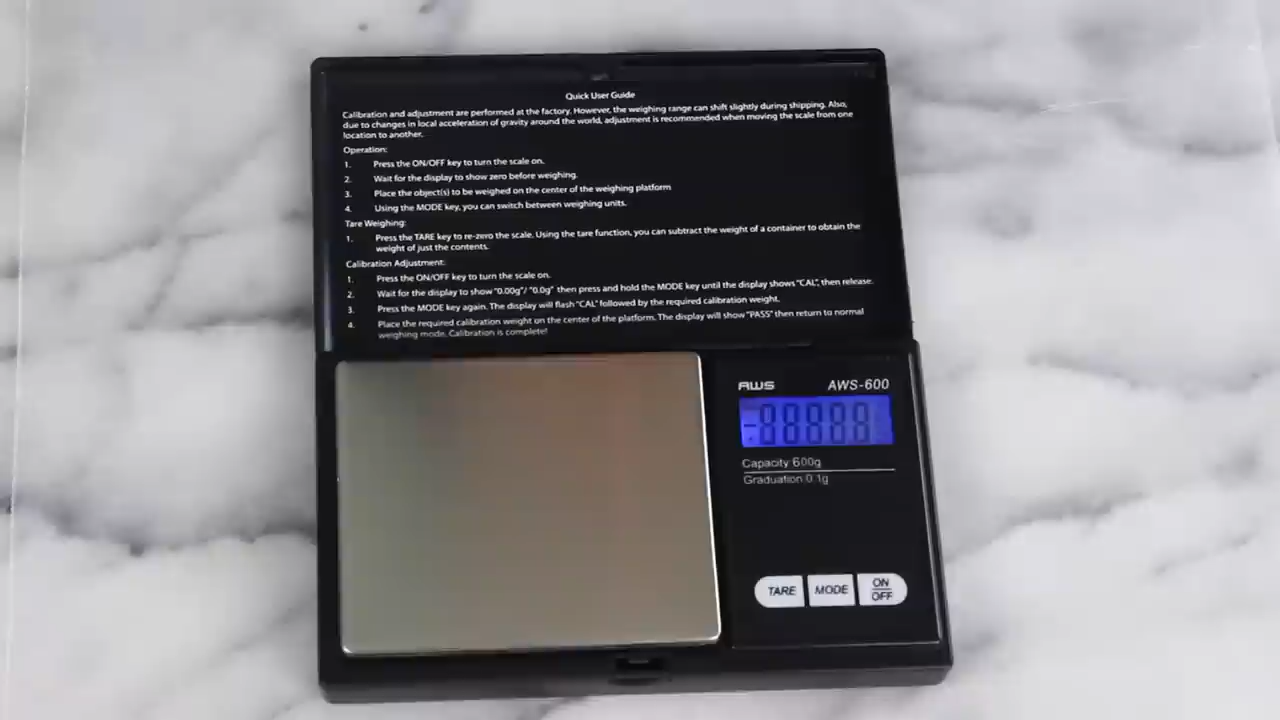 Quick User Guide
Calibration and adjustment are performed at the factory. However, the weighing range can shift slightly during shipping. Also,
due to changes in local acceleration of gravity around the world, adjustment is recommended when moving the scale from one
location to another.
Operation:
1. Press the ON/OFF key to turn the scale on.
2. Wait for the display to show zero before weighing.
3. Place the object(s) to be weighed on the center of the weighing platform
4. Using the MODE key, you can switch between weighing units.
Tare Weighing:
1. Press the TARE key to re-zero the scale. Using the tare function, you can subtract the weight of a container to obtain the
weight of just the contents.
Calibration Adjustment:
1. Press the ON/OFF key to turn the scale on.
2. Wait for the display to show "0.00g"/ "0.0g" then press and hold the MODE key until the display shows "CAL", then release.
3. Press the MODE key again. The display will flash "CAL" followed by the required calibration weight.
4. Place the required calibration weight on the center of the platform. The display will show "PASS" then return to normal
weighing mode. Calibration is complete!
AWS AWS-600
-88888
Capacity 600g
Graduation 0.1g
TARE MODE ON
OFF